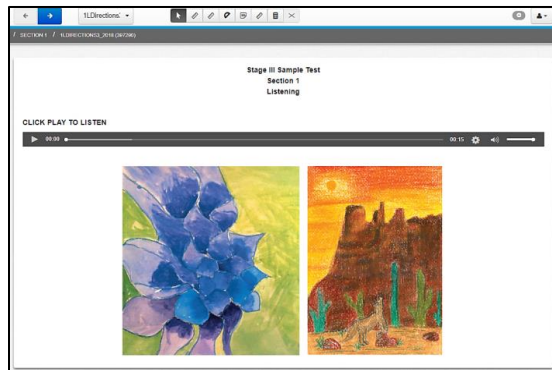 1LDirections:
/ SECTION 1 / 1LDIRECTIONS3_2018 (367290)
Stage III Sample Test
Section 1
Listening
CLICK PLAY TO LISTEN
00:00 00:15